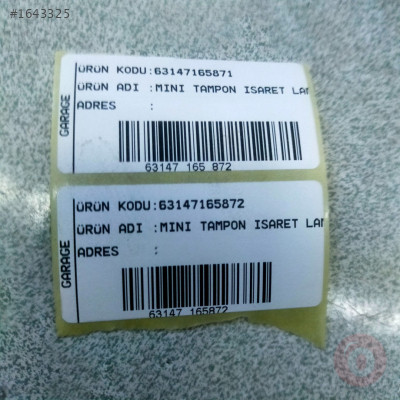 #1643325
GARAGE
ÜRÜN KODU:63147165871
ÜRÜN ADI :MINI TAMPON ISARET LAM
ADRES :
63147 165 872
GARAGE
ÜRÜN KODU:63147165872
ÜRÜN ADI :MINI TAMPON ISARET LAM
ADRES :
63147 165872